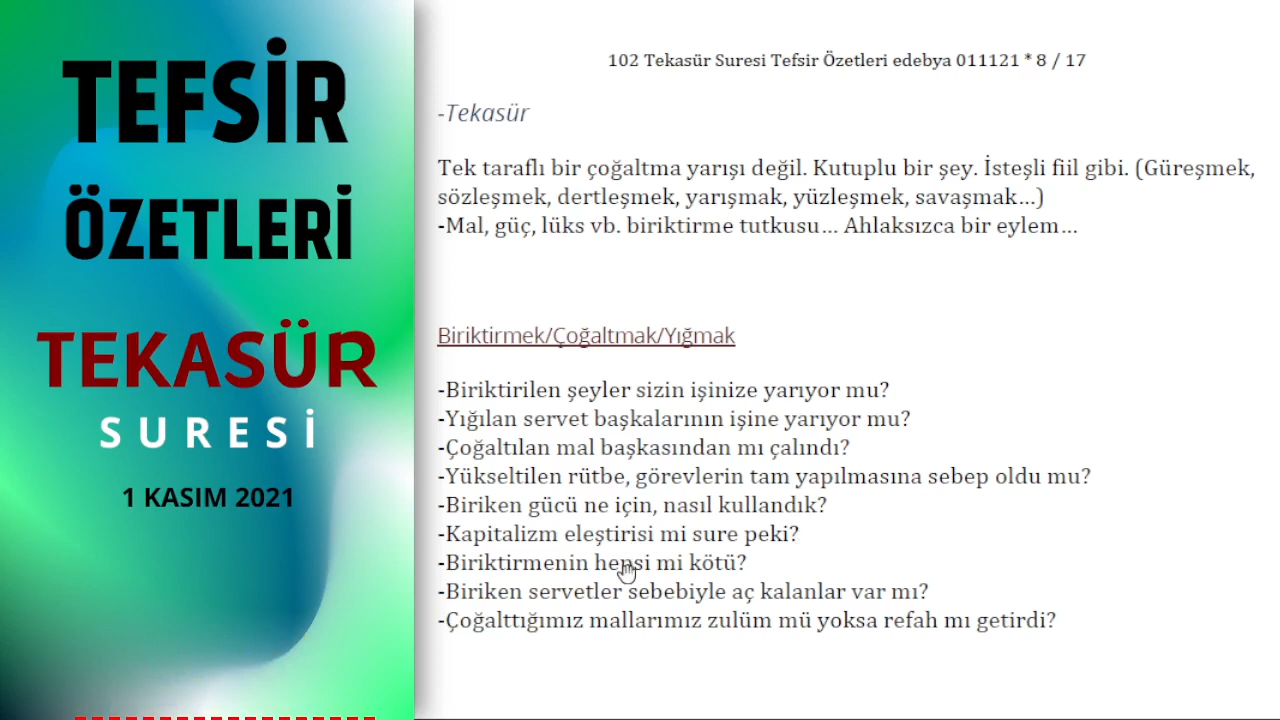 TEFSİR
ÖZETLERİ
TEKASÜR
SURESİ
1 KASIM 2021
102 Tekasür Suresi Tefsir Özetleri edebya 011121 * 8 / 17
-Tekasür
Tek taraflı bir çoğaltma yarışı değil. Kutuplu bir şey. İsteşli fiil gibi. (Güreşmek,
sözleşmek, dertleşmek, yarışmak, yüzleşmek, savaşmak…)
-Mal, güç, lüks vb. biriktirme tutkusu… Ahlaksızca bir eylem…
Biriktirmek/Çoğaltmak/Yığmak
-Biriktirilen şeyler sizin işinize yarıyor mu?
-Yığılan servet başkalarının işine yarıyor mu?
-Çoğaltılan mal başkasından mı çalındı?
-Yükseltilen rütbe, görevlerin tam yapılmasına sebep oldu mu?
-Biriken gücü ne için, nasıl kullandık?
-Kapitalizm eleştirisi mi sure peki?
-Biriktirmenin hepsi mi kötü?
-Biriken servetler sebebiyle aç kalanlar var mı?
-Çoğalttığımız mallarımız zulüm mü yoksa refah mı getirdi?